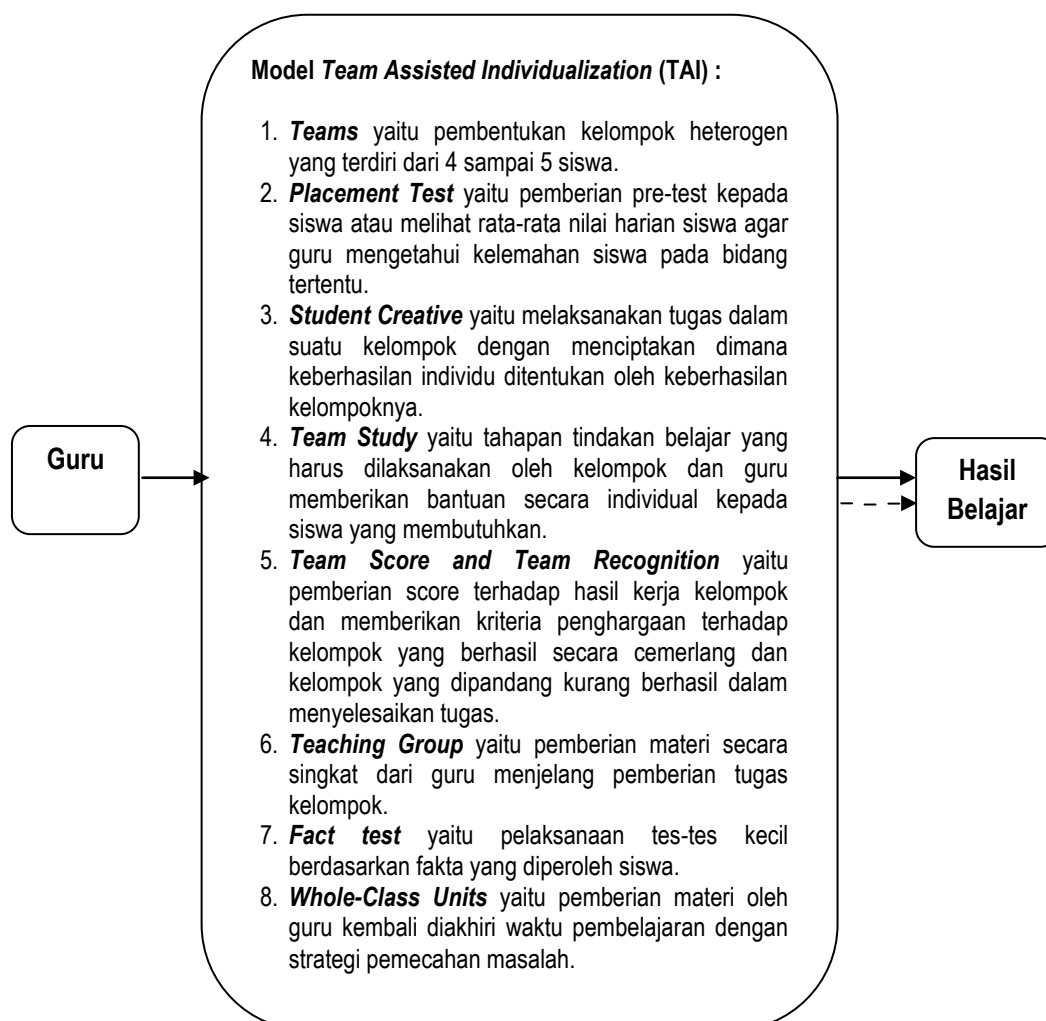 Model Team Assisted Individualization (TAI) :
1. Teams yaitu pembentukan kelompok heterogen
yang terdiri dari 4 sampai 5 siswa.
2. Placement Test yaitu pemberian pre-test kepada
siswa atau melihat rata-rata nilai harian siswa agar
guru mengetahui kelemahan siswa pada bidang
tertentu.
3. Student Creative yaitu melaksanakan tugas dalam
suatu kelompok dengan menciptakan dimana
keberhasilan individu ditentukan oleh keberhasilan
kelompoknya.
4. Team Study yaitu tahapan tindakan belajar yang
harus dilaksanakan oleh kelompok dan guru
memberikan bantuan secara individual kepada
siswa yang membutuhkan.
5. Team Score and Team Recognition yaitu
pemberian score terhadap hasil kerja kelompok
dan memberikan kriteria penghargaan terhadap
kelompok yang berhasil secara cemerlang dan
kelompok yang dipandang kurang berhasil dalam
menyelesaikan tugas.
6. Teaching Group yaitu pemberian materi secara
singkat dari guru menjelang pemberian tugas
kelompok.
7. Fact test yaitu pelaksanaan tes-tes kecil
berdasarkan fakta yang diperoleh siswa.
8. Whole-Class Units yaitu pemberian materi oleh
guru kembali diakhiri waktu pembelajaran dengan
strategi pemecahan masalah.
Guru
Hasil
Belajar